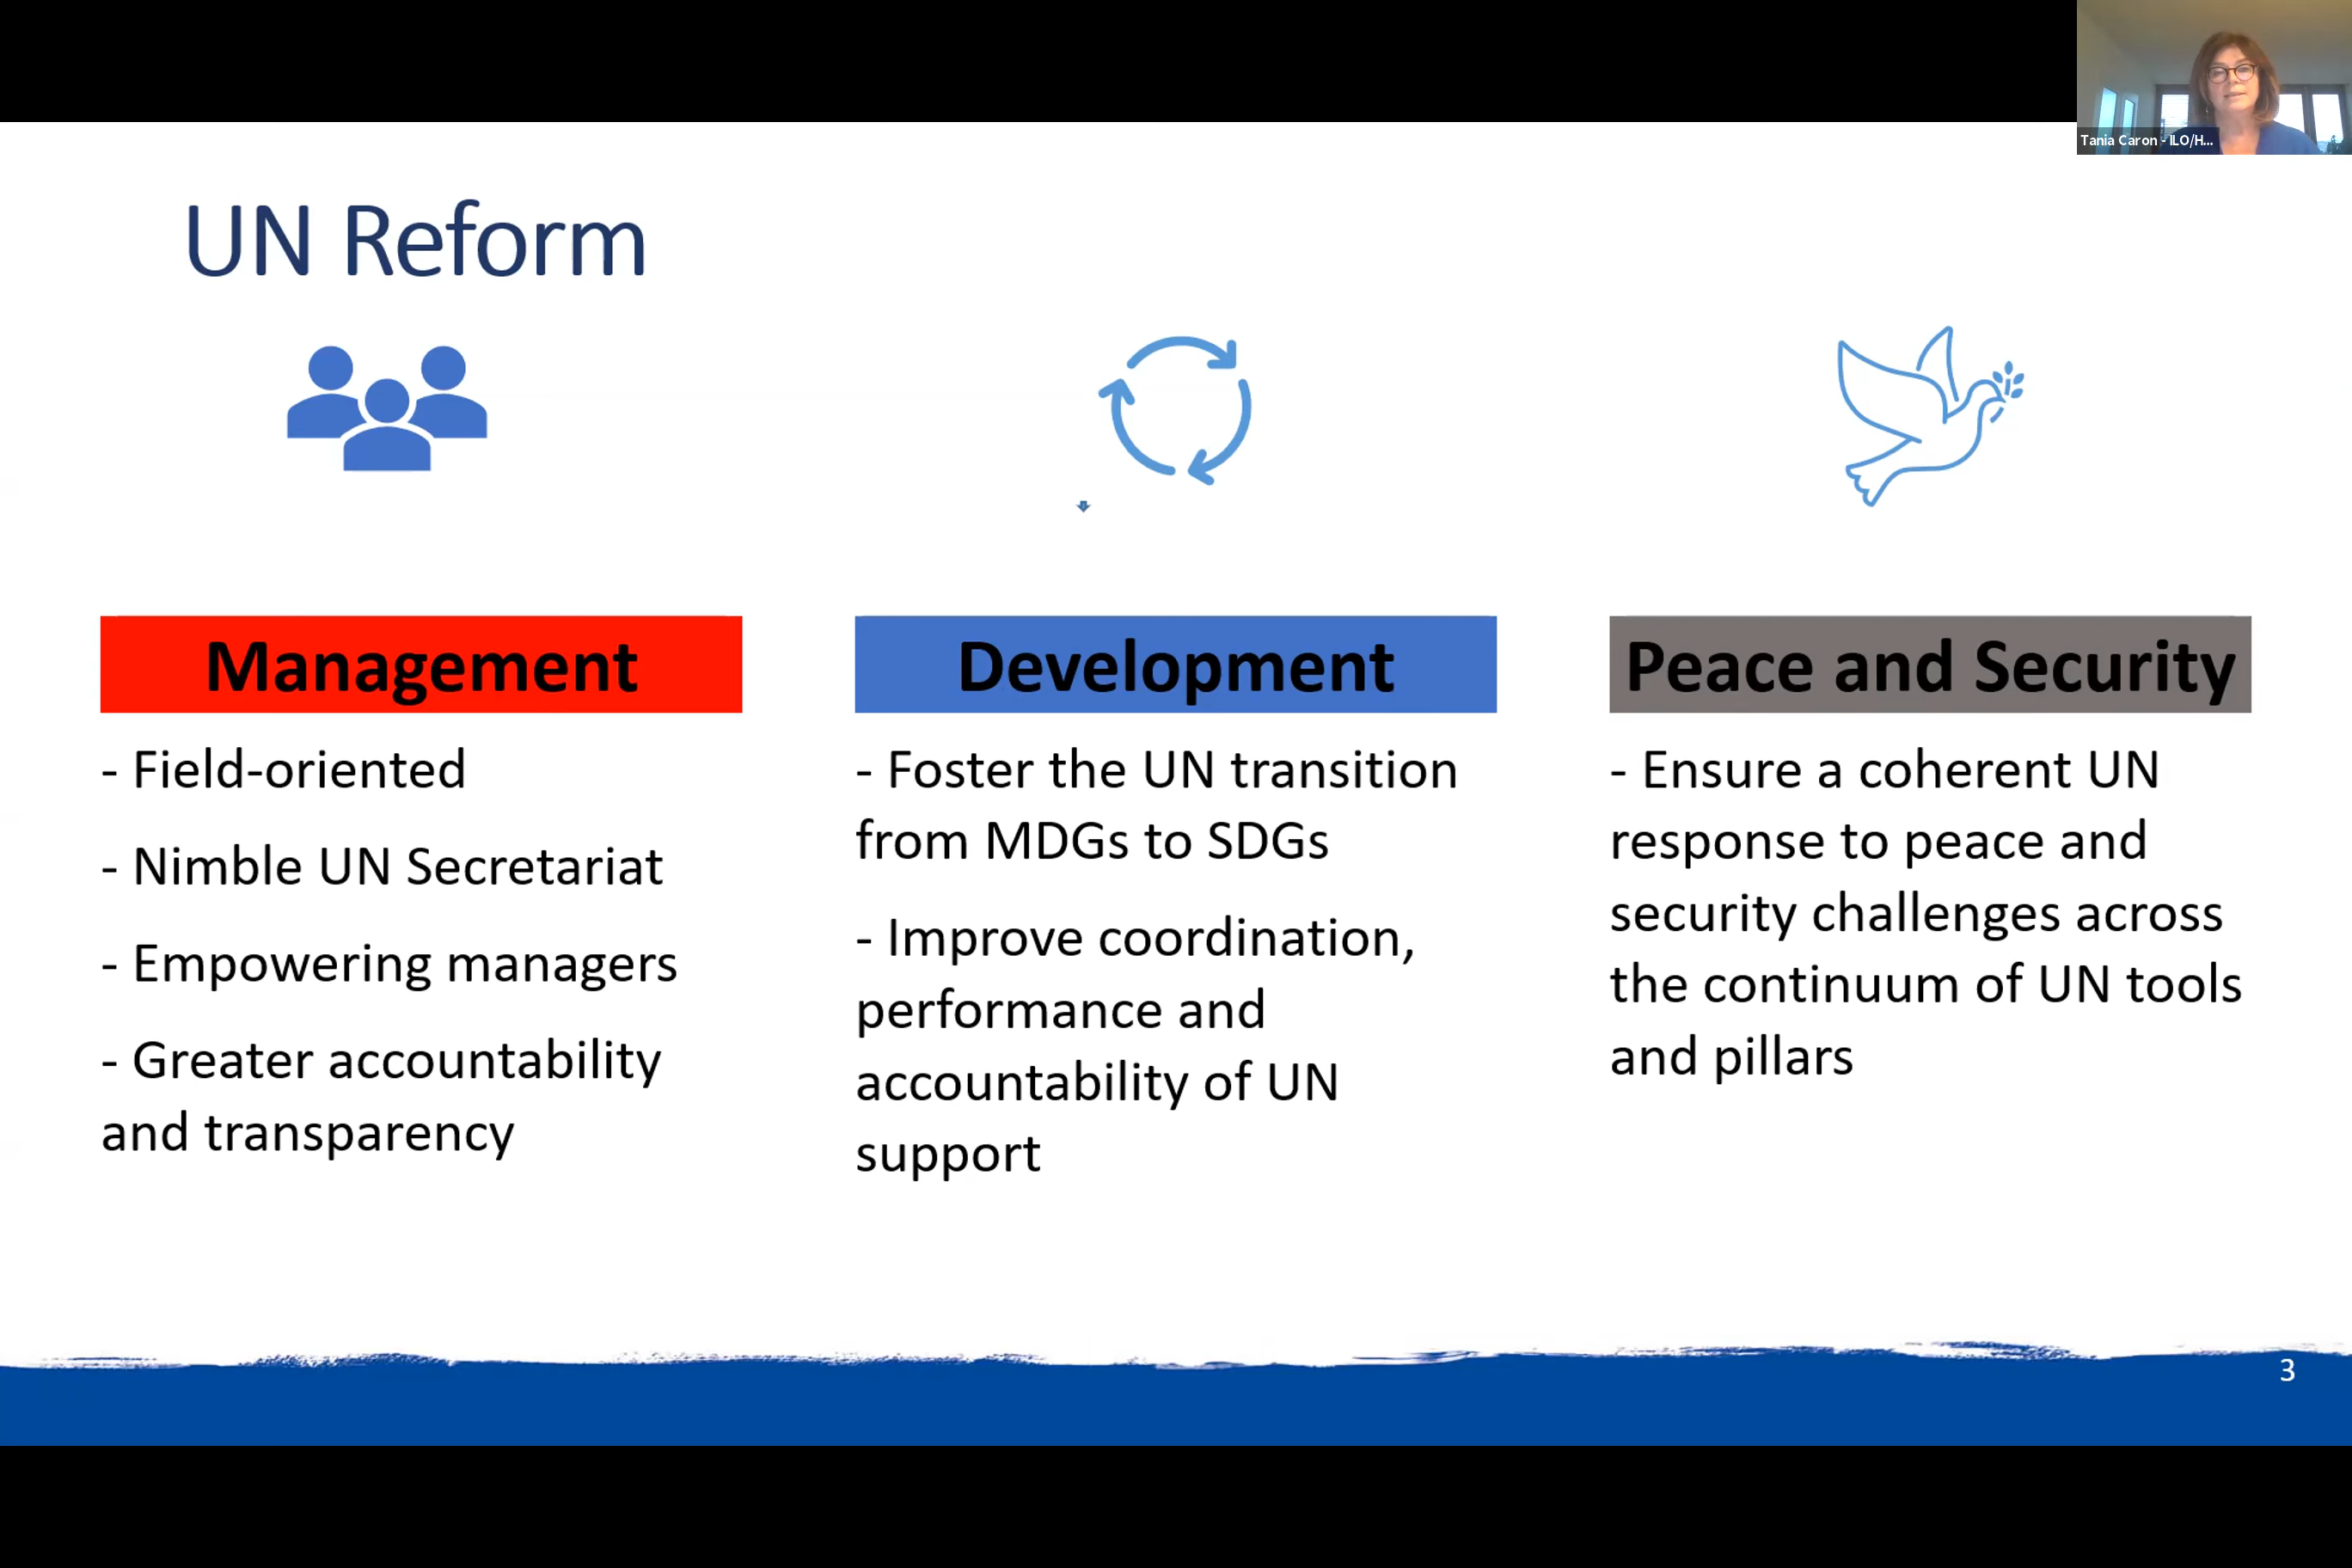 Tania Caron - ILO/H...
UN Reform
Management
- Field-oriented
- Nimble UN Secretariat
- Empowering managers
- Greater accountability
and transparency
Development
- Foster the UN transition
from MDGs to SDGs
- Improve coordination,
performance and
accountability of UN
support
Peace and Security
- Ensure a coherent UN
response to peace and
security challenges across
the continuum of UN tools
and pillars
3